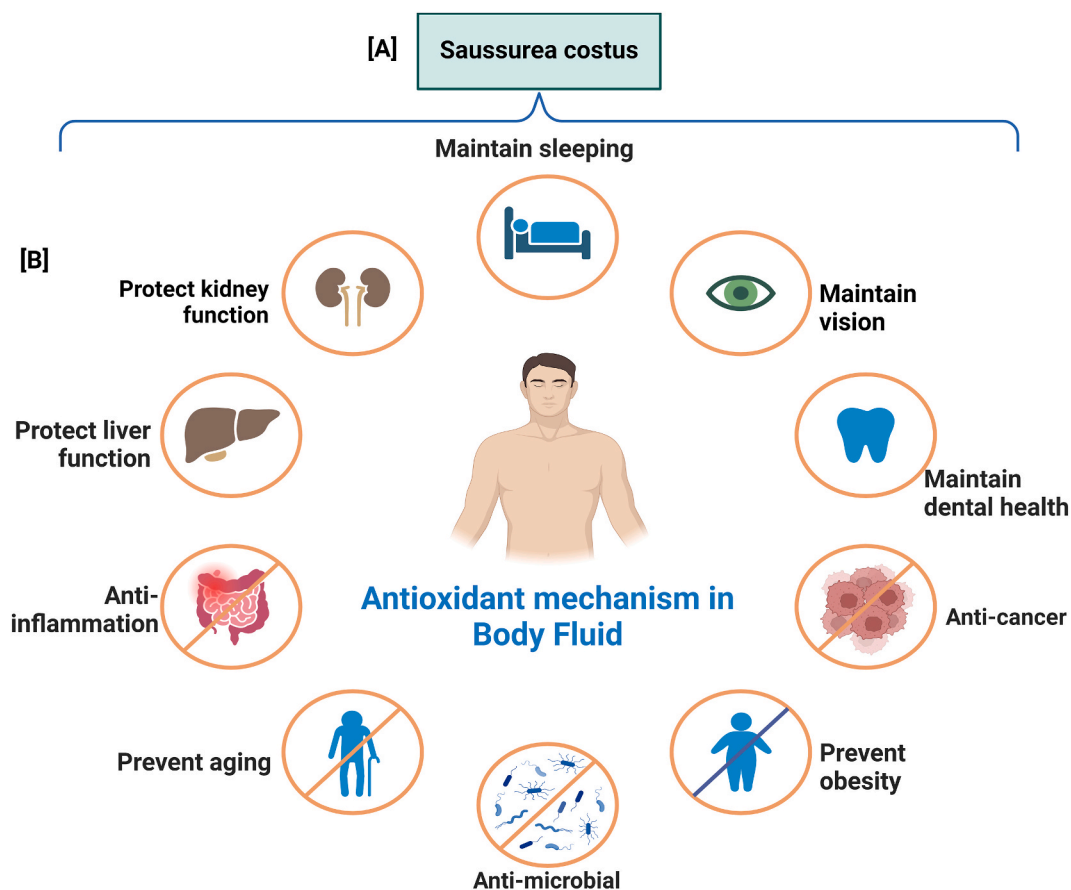 [A]
Saussurea costus
Maintain sleeping
[B]
Protect kidney
function
Maintain
vision
Protect liver
function
Maintain
dental health
Anti-
inflammation
Antioxidant mechanism in
Body Fluid
Anti-cancer
Prevent aging
Prevent
obesity
Anti-microbial